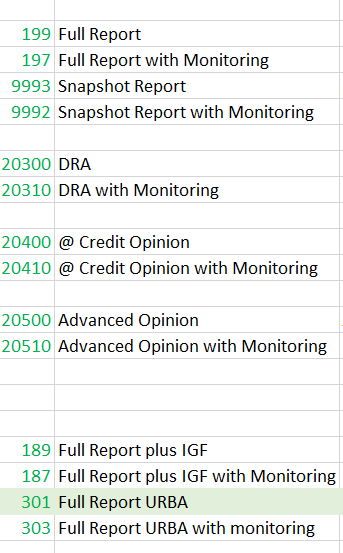 199 Full Report
197 Full Report with Monitoring
9993 Snapshot Report
9992 Snapshot Report with Monitoring
20300 DRA
20310 DRA with Monitoring
20400 @ Credit Opinion
20410 @ Credit Opinion with Monitoring
20500 Advanced Opinion
20510 Advanced Opinion with Monitoring
189 Full Report plus IGF
187 Full Report plus IGF with Monitoring
301 Full Report URBA
303 Full Report URBA with monitoring